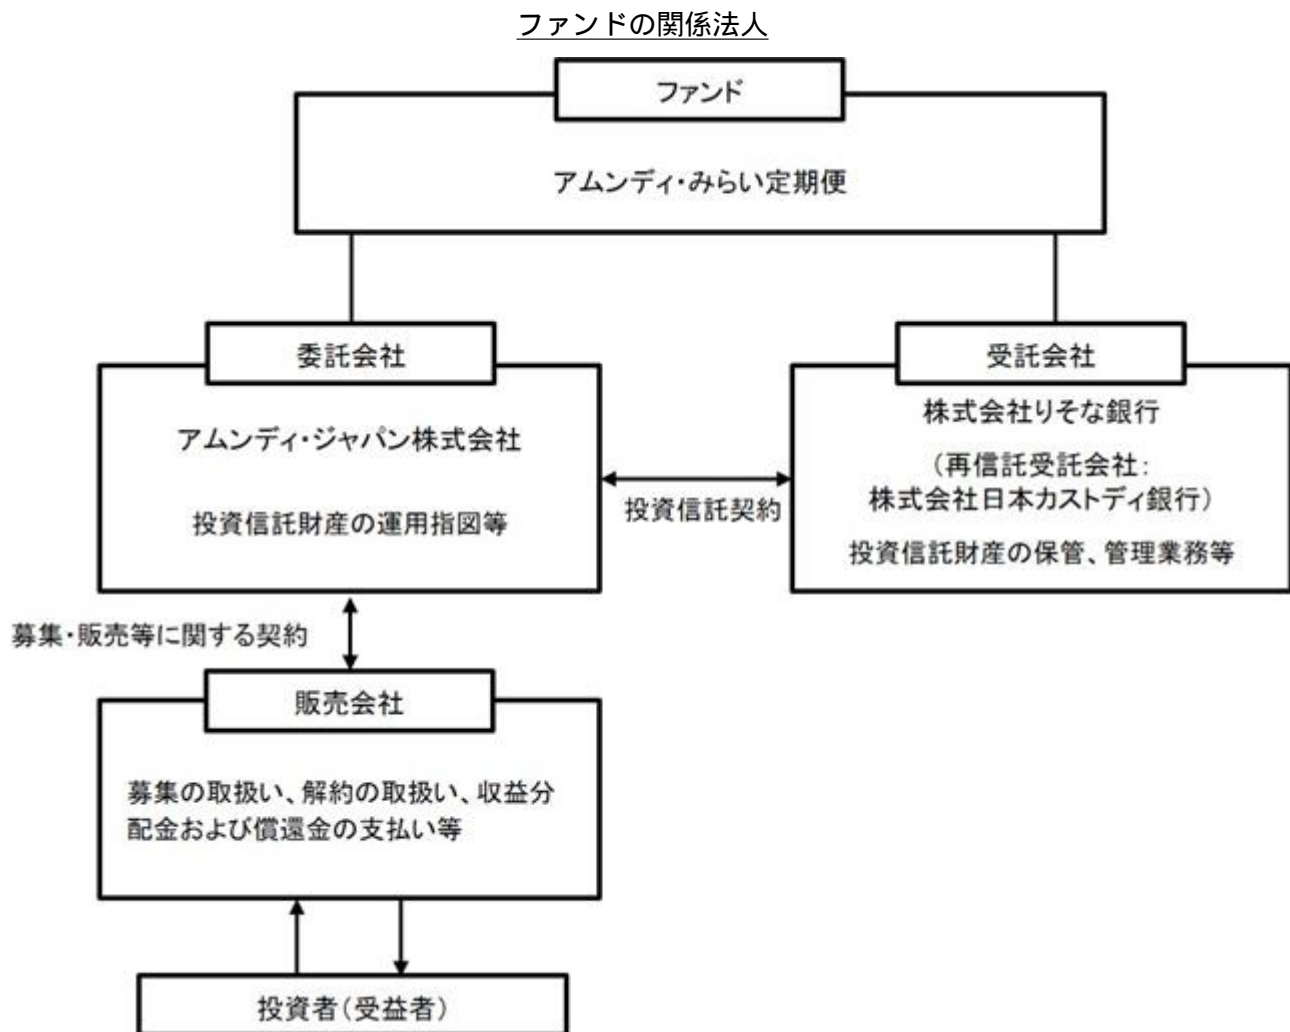 ファンドの関係法人
ファンド
アムンディ・みらい定期便
委託会社
アムンディ・ジャパン株式会社
投資信託財産の運用指図等
投資信託契約
受託会社
株式会社りそな銀行
（再信託受託会社：
株式会社日本カストディ銀行）
投資信託財産の保管、管理業務等
募集・販売等に関する契約
販売会社
募集の取扱い、解約の取扱い、収益分
配金および償還金の支払い等
投資者（受益者）